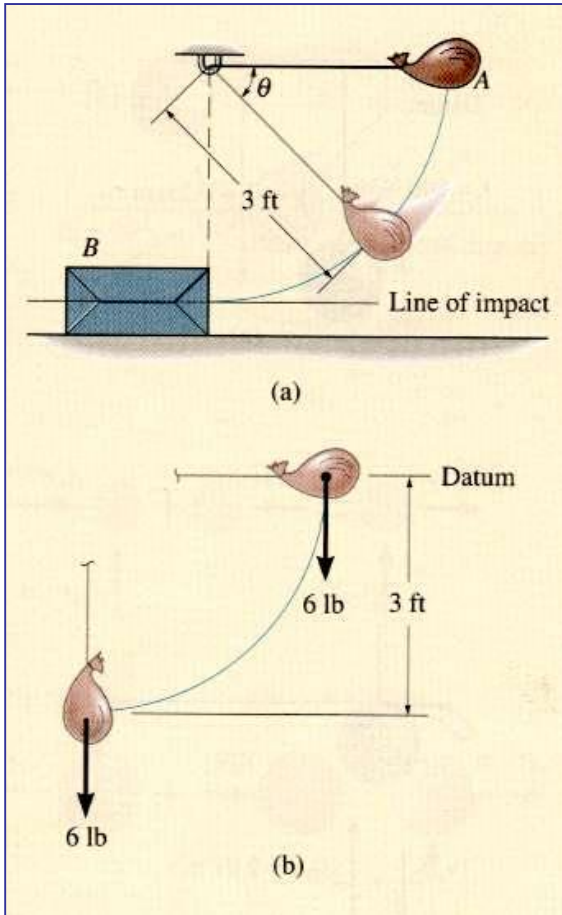 A
θ
3 ft
B
Line of impact
(a)
Datum
6 lb
3 ft
6 lb
(b)